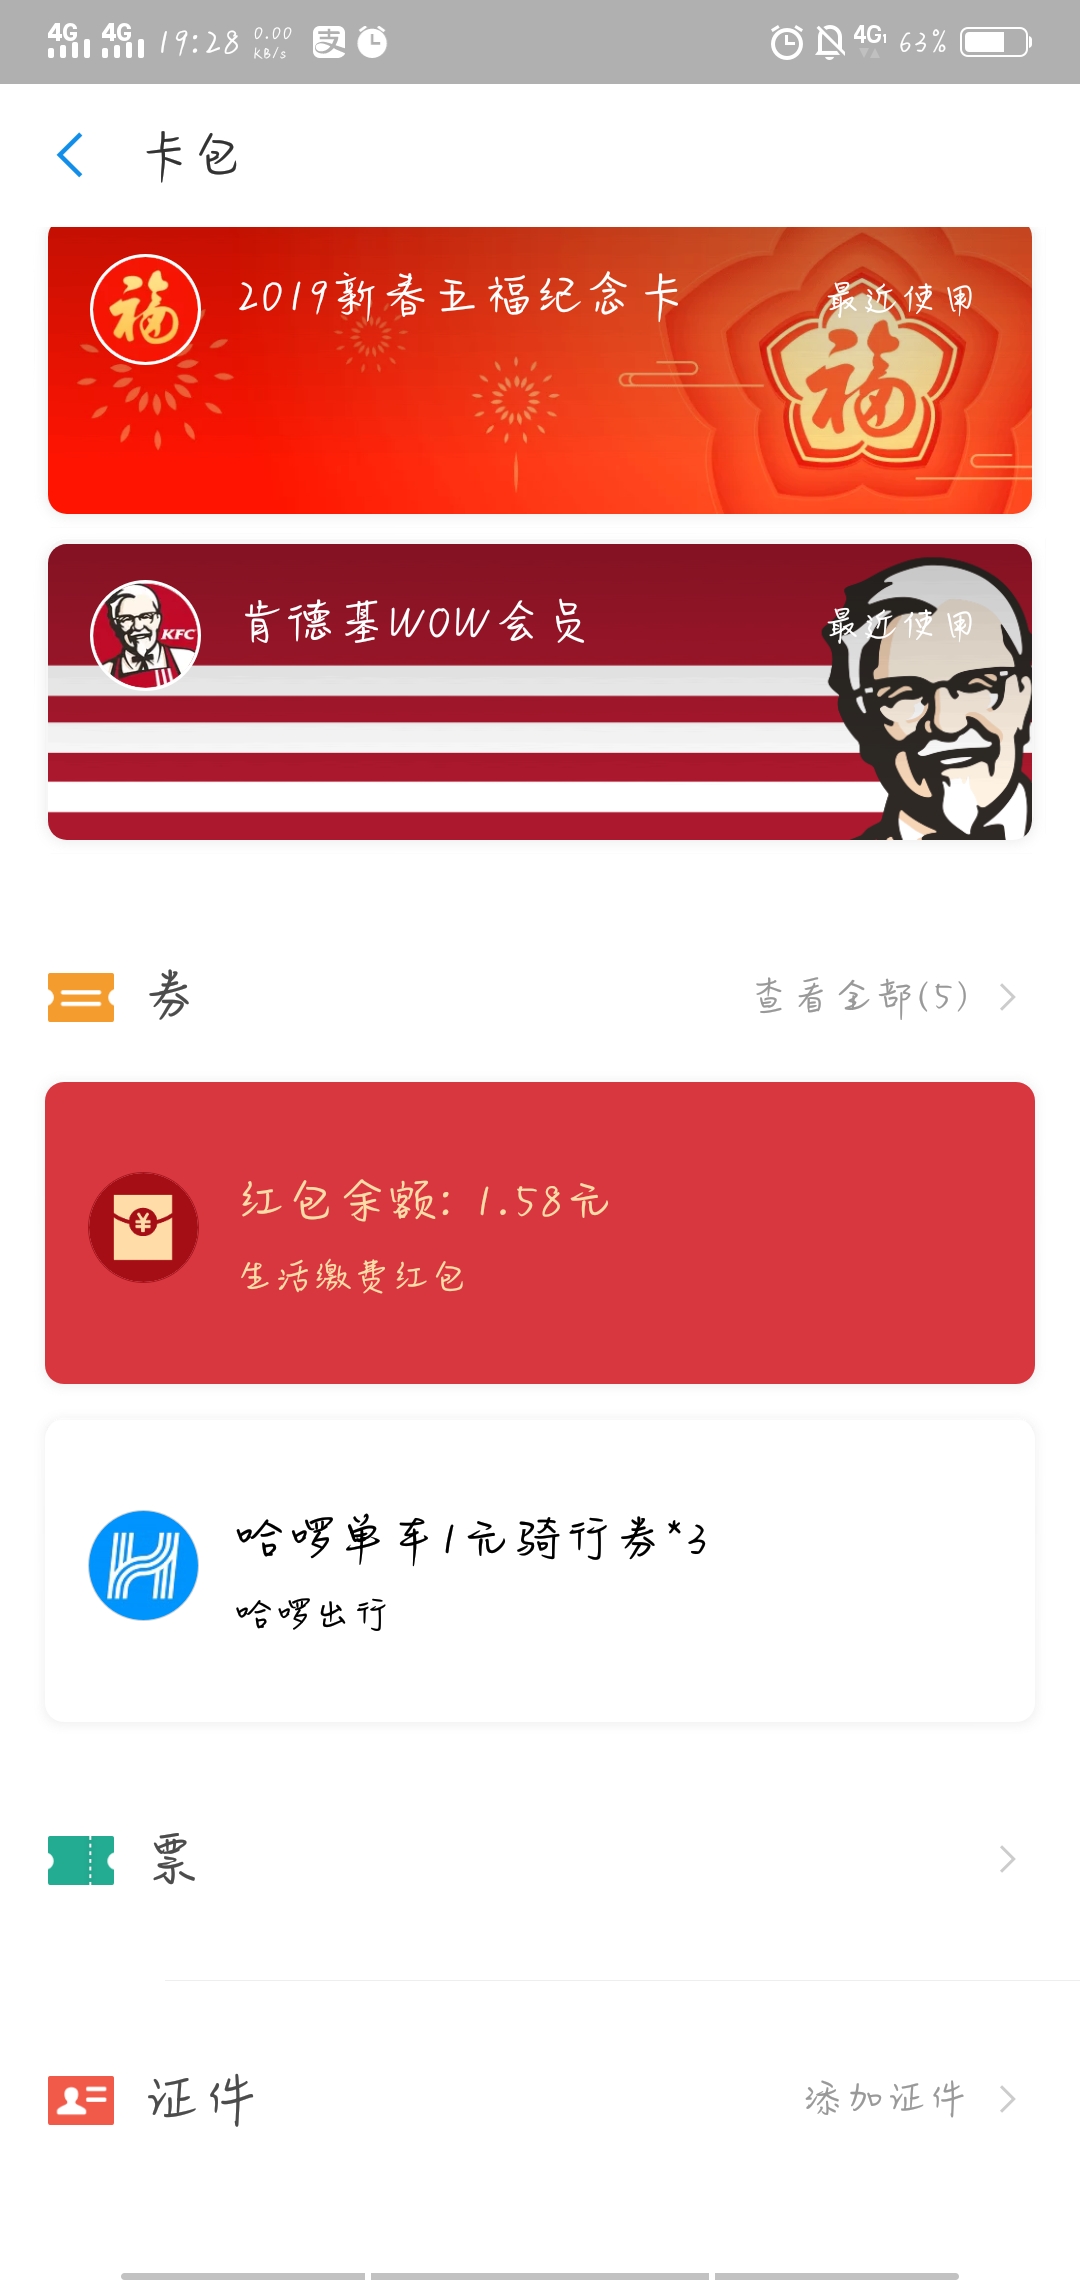 4G 4G 19:28 0.00 KB/s 支 4G 63%
卡包
福 2019新春五福纪念卡 最近使用
福
KFC 肯德基WOW会员 最近使用
券 查看全部(5)
¥ 红包余额: 1.58元
生活缴费红包
哈啰单车1元骑行券*3
哈啰出行
票
证件 添加证件